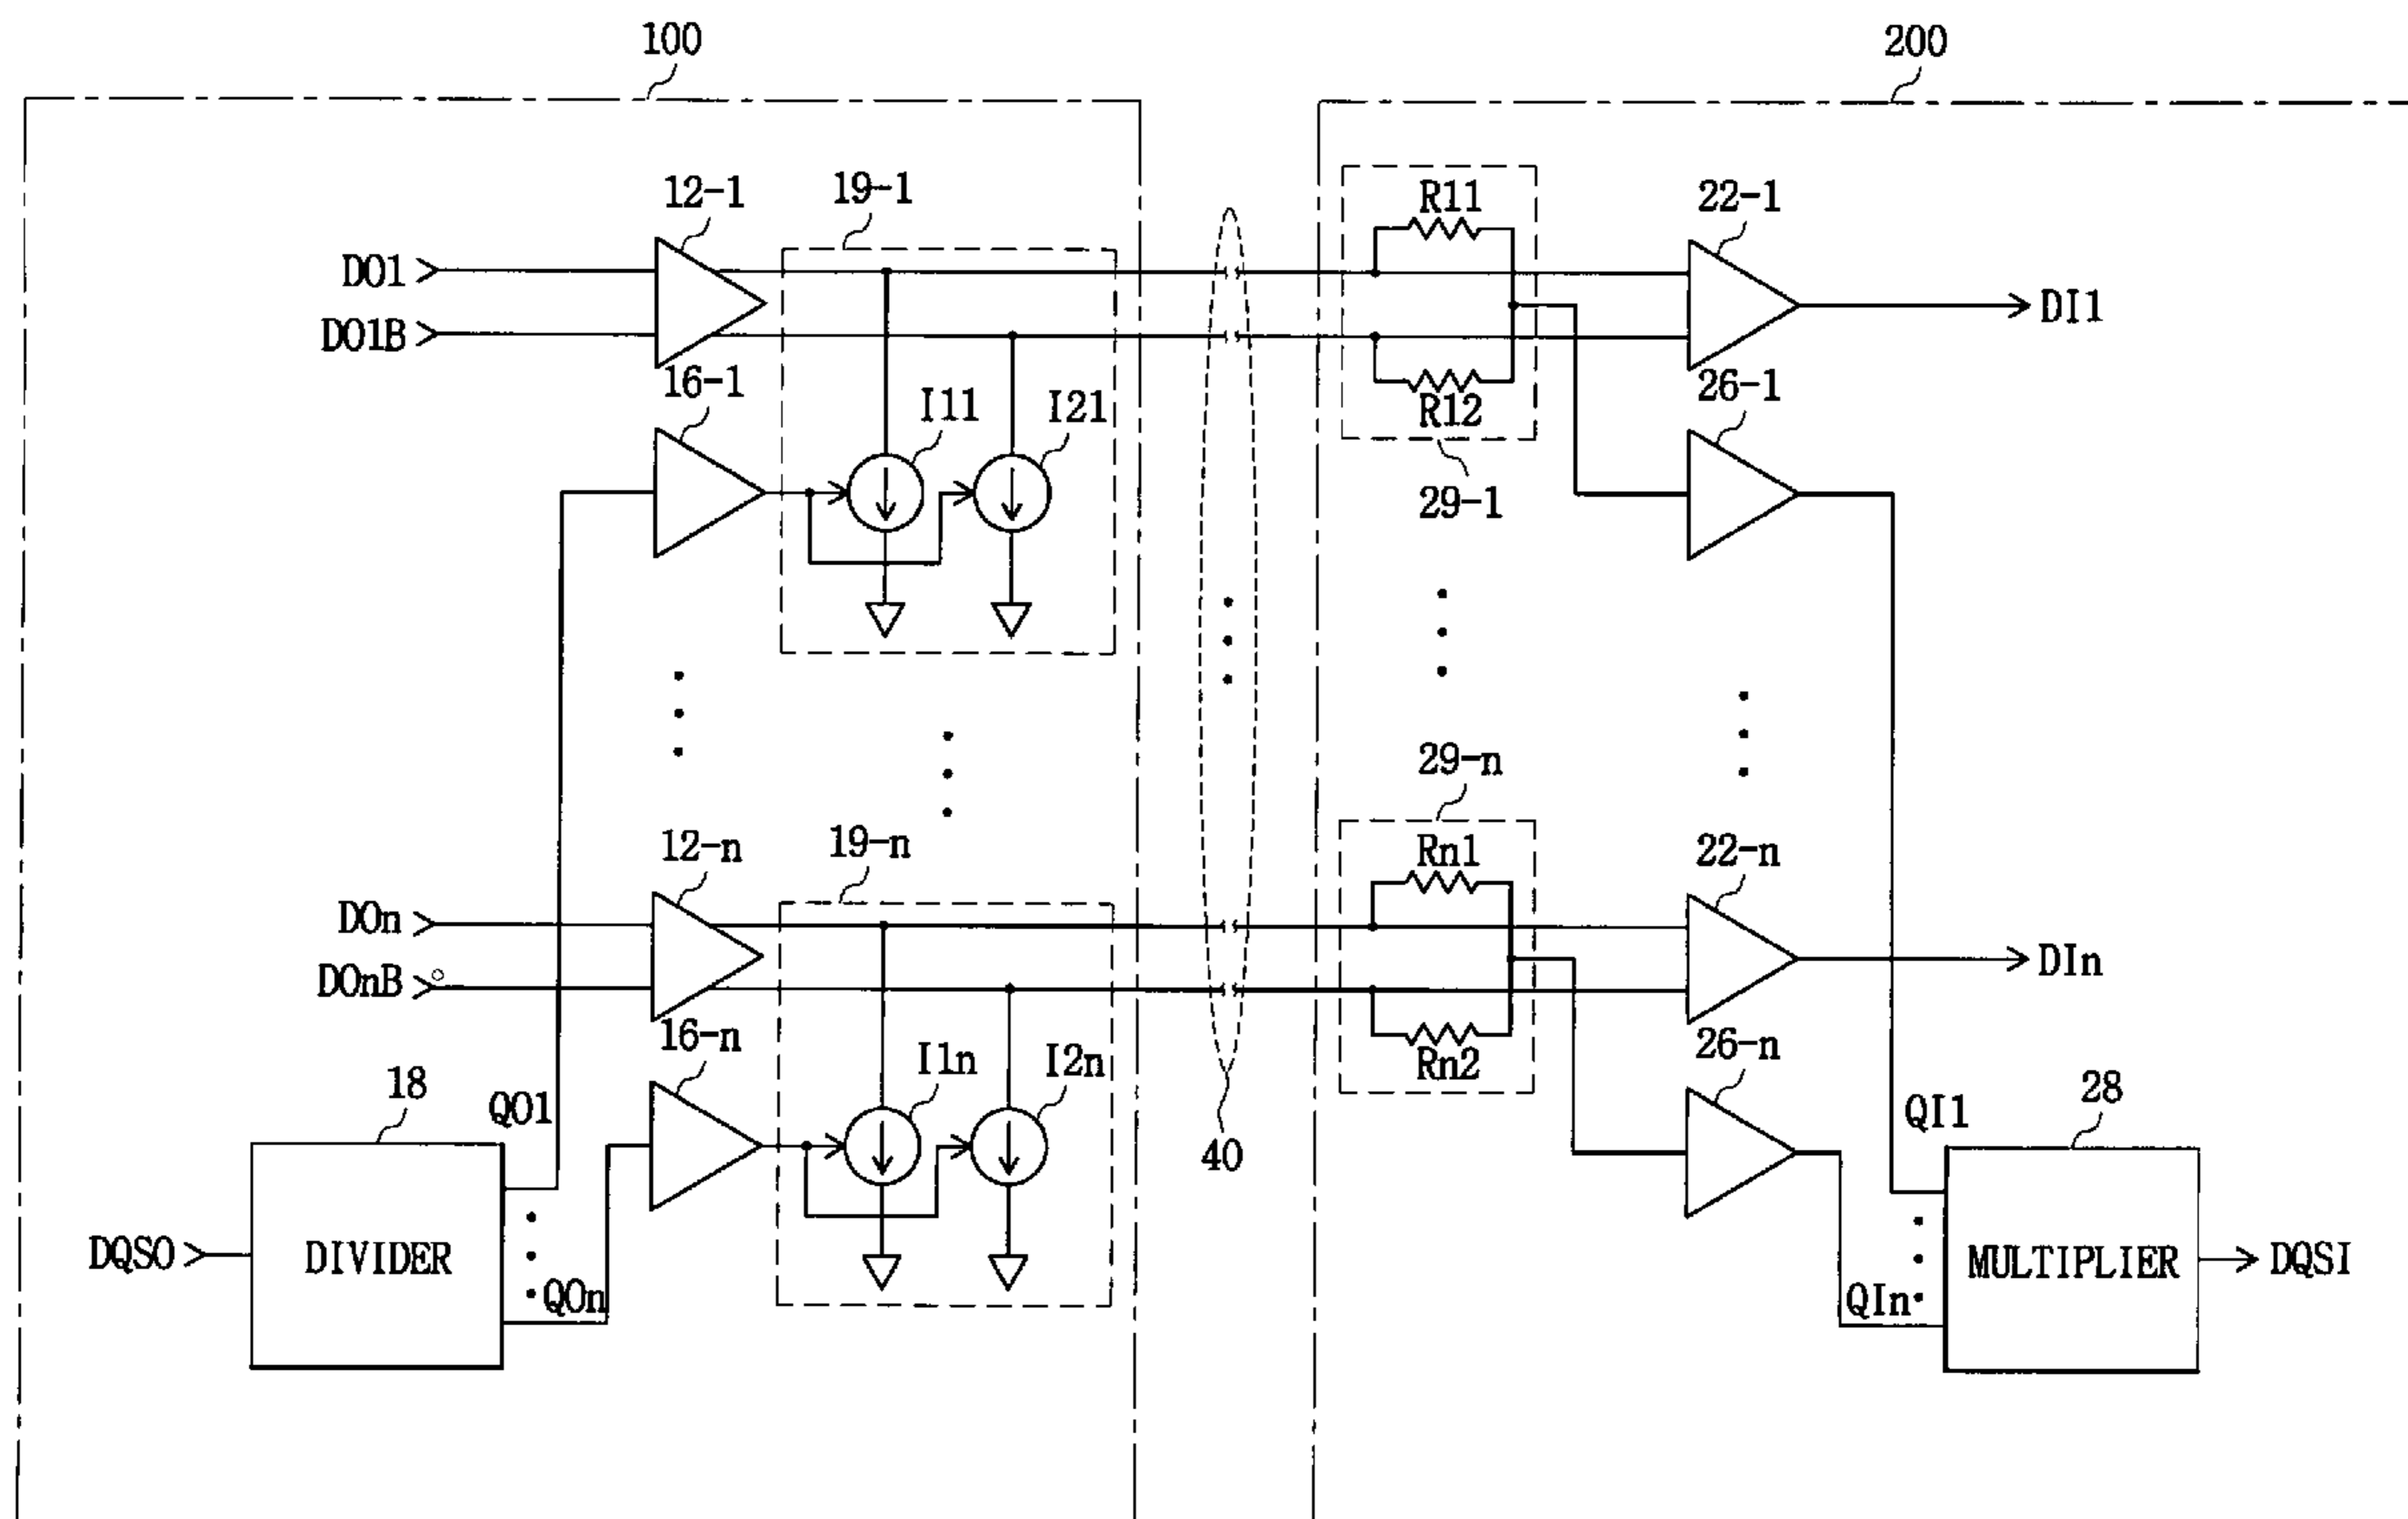 100
200
12-1
19-1
R11
22-1
DO1
DO1B
DI1
16-1
I11
I21
R12
26-1
29-1
29-n
12-n
19-n
Rn1
22-n
DOn
DOnB
DIn
16-n
I1n
I2n
Rn2
26-n
18
QO1
40
QI1
28
DQSO
DIVIDER
QOn
QIn
MULTIPLIER
DQSI